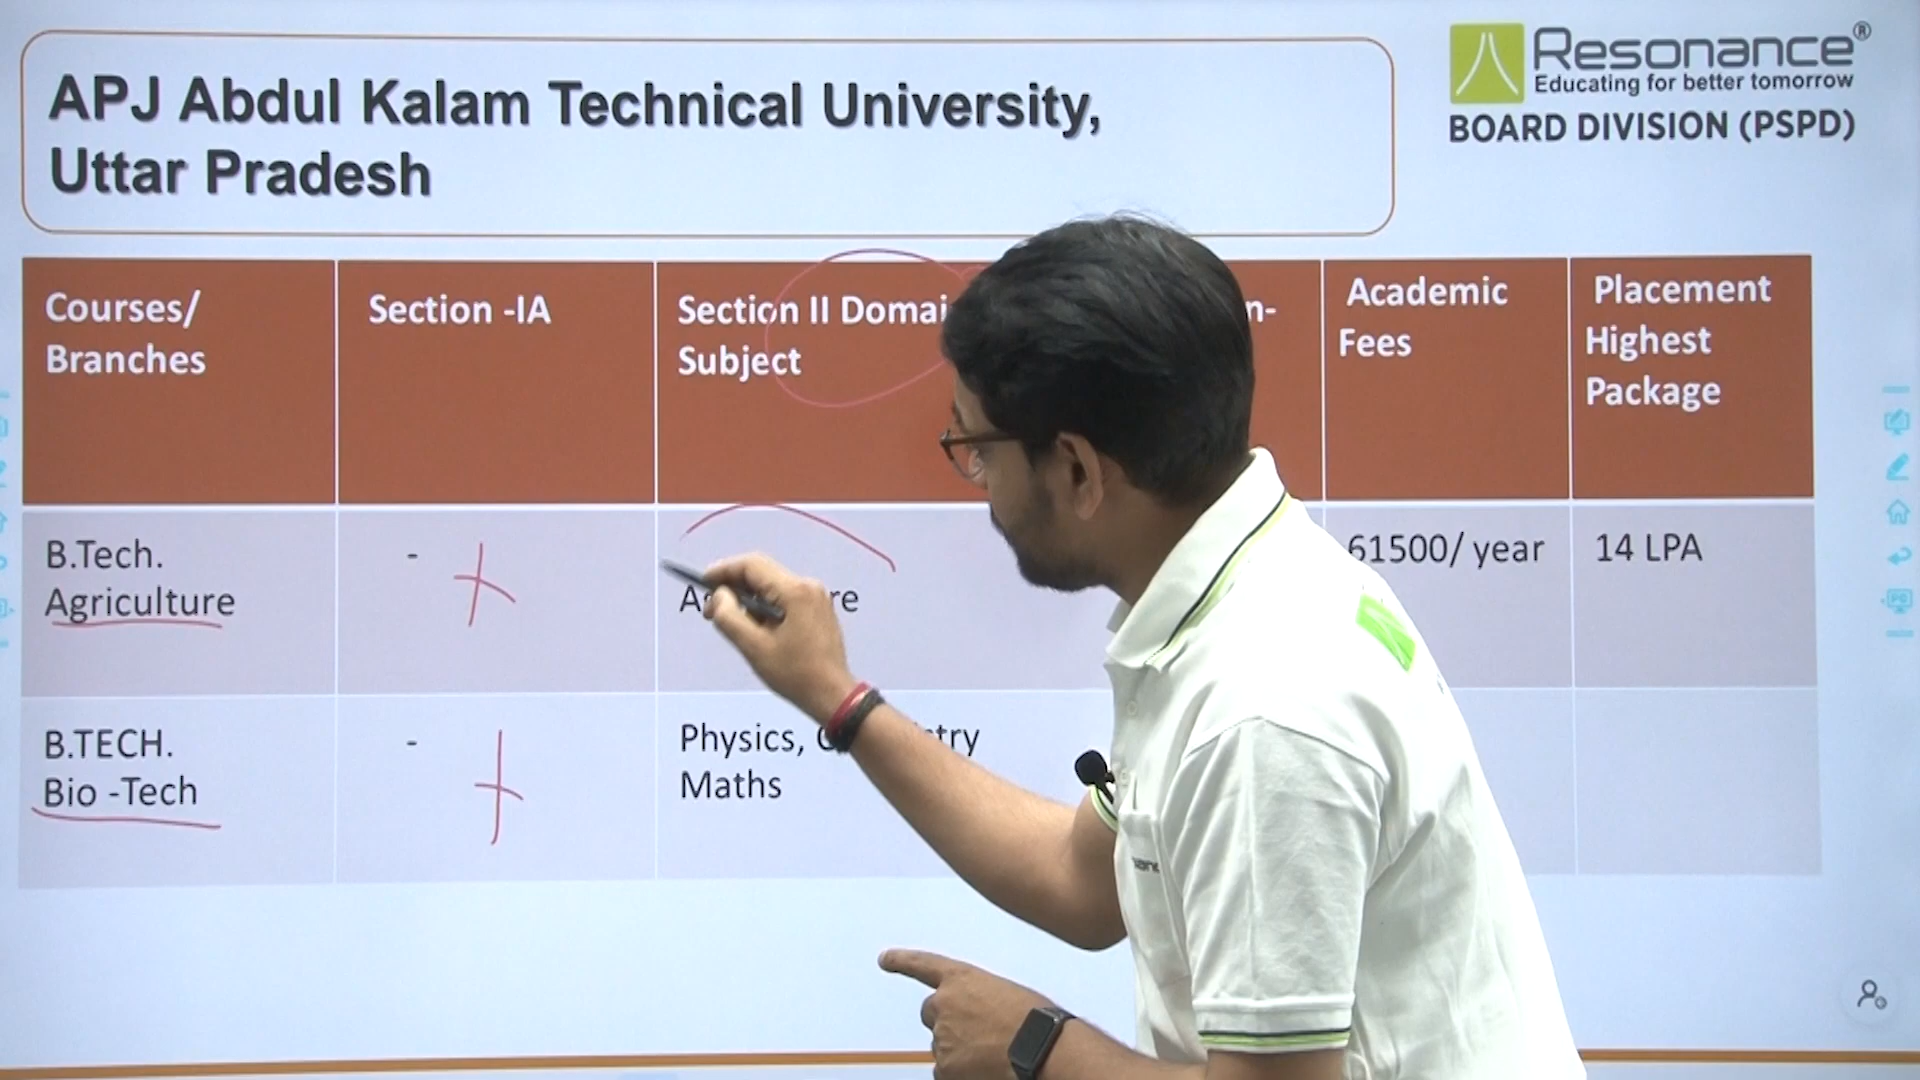 APJ Abdul Kalam Technical University,
Uttar Pradesh
Resonance®
Educating for better tomorrow
BOARD DIVISION (PSPD)
Courses/
Branches
Section -IA
Section II Domai
Subject
n-
Academic
Fees
Placement
Highest
Package
B.Tech.
Agriculture
-
re
61500/ year
14 LPA
B.TECH.
Bio -Tech
-
Physics,
Maths